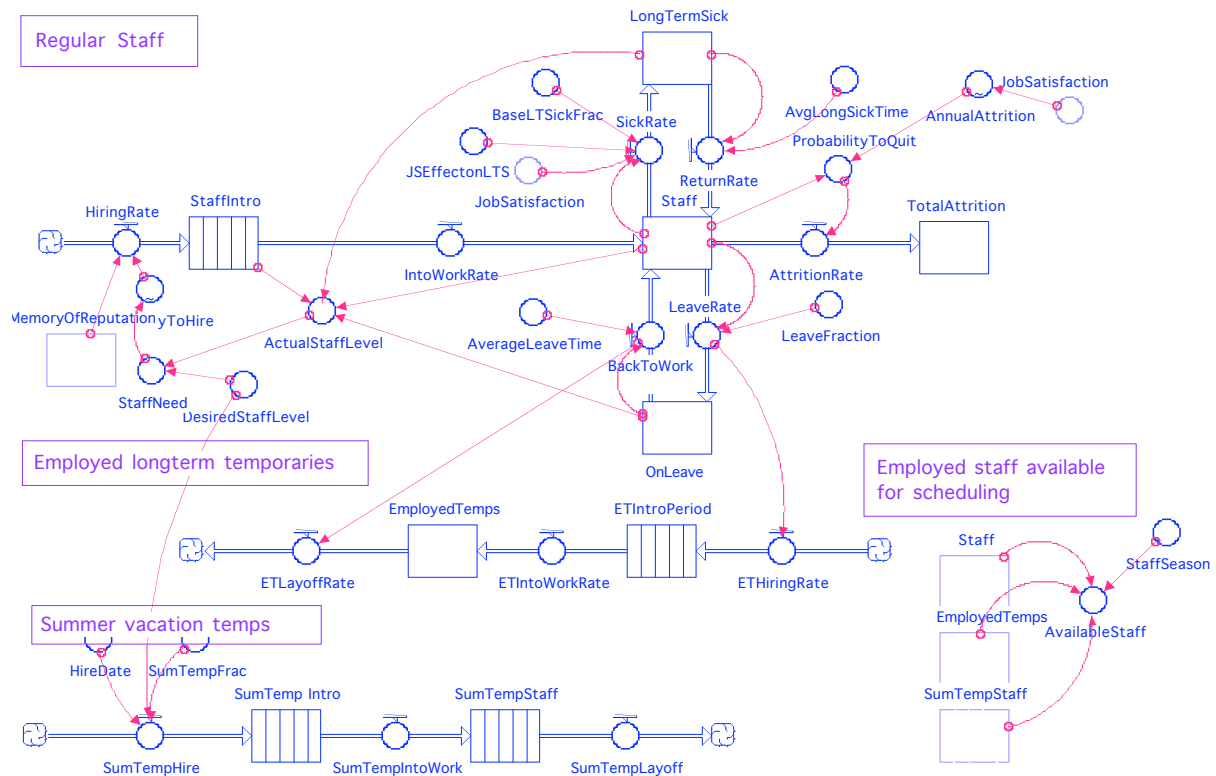 LongTermSick
Regular Staff
JobSatisfaction
BaseLTSickFrac
AvgLongSickTime
AnnualAttrition
SickRate
ProbabilityToQuit
JSEffectonLTS
ReturnRate
JobSatisfaction
StaffIntro
Staff
TotalAttrition
HiringRate
IntoWorkRate
AttritionRate
LeaveRate
MemoryOfReputation
yToHire
ActualStaffLevel
AverageLeaveTime
LeaveFraction
BackToWork
StaffNeed
DesiredStaffLevel
Employed longterm temporaries
OnLeave
Employed staff available
for scheduling
EmployedTemps
ETIntroPeriod
Staff
StaffSeason
ETLayoffRate
ETIntoWorkRate
ETHiringRate
Summer vacation temps
EmployedTemps
AvailableStaff
HireDate
SumTempFrac
SumTemp Intro
SumTempStaff
SumTempStaff
SumTempHire
SumTempIntoWork
SumTempLayoff